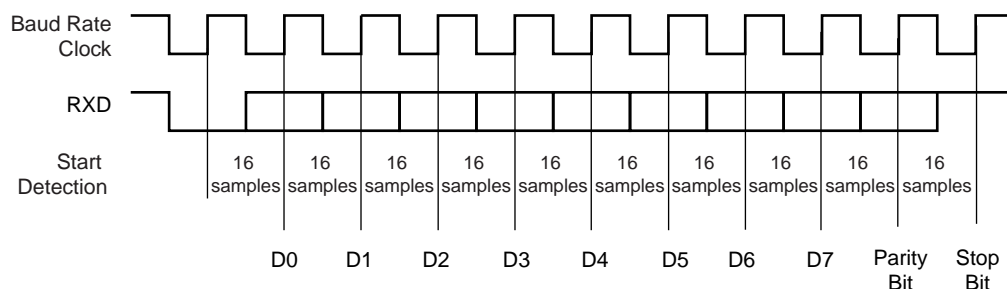 Baud Rate
Clock
RXD
Start
Detection
16 16 16 16 16 16 16 16 16 16
samples samples samples samples samples samples samples samples samples samples
D0 D1 D2 D3 D4 D5 D6 D7 Parity Stop
Bit Bit